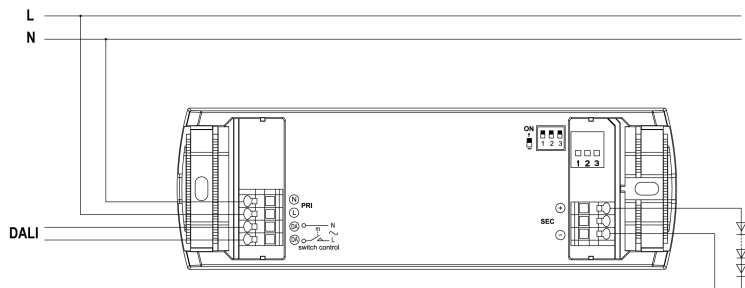 L
N
ON
1 2 3
1 2 3
N PRI
L
DA N
m
DA L
switch control
+
SEC
−
DALI